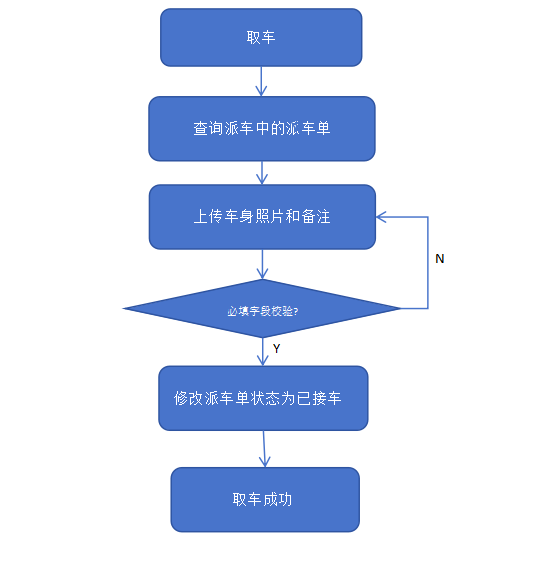 取车
查询派车中的派车单
上传车身照片和备注
N
必填字段校验?
Y
修改派车单状态为已接车
取车成功